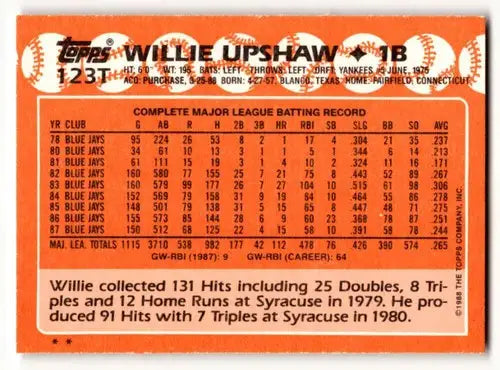 Topps WILLIE UPSHAW ✦ 1B
123T
HT: 6'0" WT: 195 BATS: LEFT THROWS: LEFT DRFT: YANKEES #5-JUNE, 1975
ACQ: PURCHASE, 3-25-88 BORN: 4-27-57, BLANCO, TEXAS HOME: FAIRFIELD, CONNECTICUT
COMPLETE MAJOR LEAGUE BATTING RECORD
YR CLUB G AB R H 2B 3B HR RBI SB SLG BB SO AVG
78 BLUE JAYS 95 224 26 53 8 2 1 17 4 .304 21 35 .237
80 BLUE JAYS 34 61 10 13 3 1 1 5 1 .344 6 14 .213
81 BLUE JAYS 61 111 15 19 3 1 4 10 2 .324 11 16 .171
82 BLUE JAYS 160 580 77 155 25 7 21 75 8 .443 52 89 .267
83 BLUE JAYS 160 579 99 177 26 7 27 104 10 .515 61 98 .306
84 BLUE JAYS 152 569 79 158 31 9 19 84 10 .464 55 86 .278
85 BLUE JAYS 148 501 79 138 31 5 15 65 8 .447 48 71 .275
86 BLUE JAYS 155 573 85 144 28 6 9 60 23 .368 78 87 .251
87 BLUE JAYS 150 512 68 125 22 4 15 58 10 .391 58 78 .244
MAJ. LEA. TOTALS 1115 3710 538 982 177 42 112 478 76 .426 390 574 .265
GW-RBI (1987): 9 GW-RBI (CAREER): 64
Willie collected 131 Hits including 25 Doubles, 8 Tri-
ples and 12 Home Runs at Syracuse in 1979. He pro-
duced 91 Hits with 7 Triples at Syracuse in 1980.
* *
©1988 THE TOPPS COMPANY, INC.